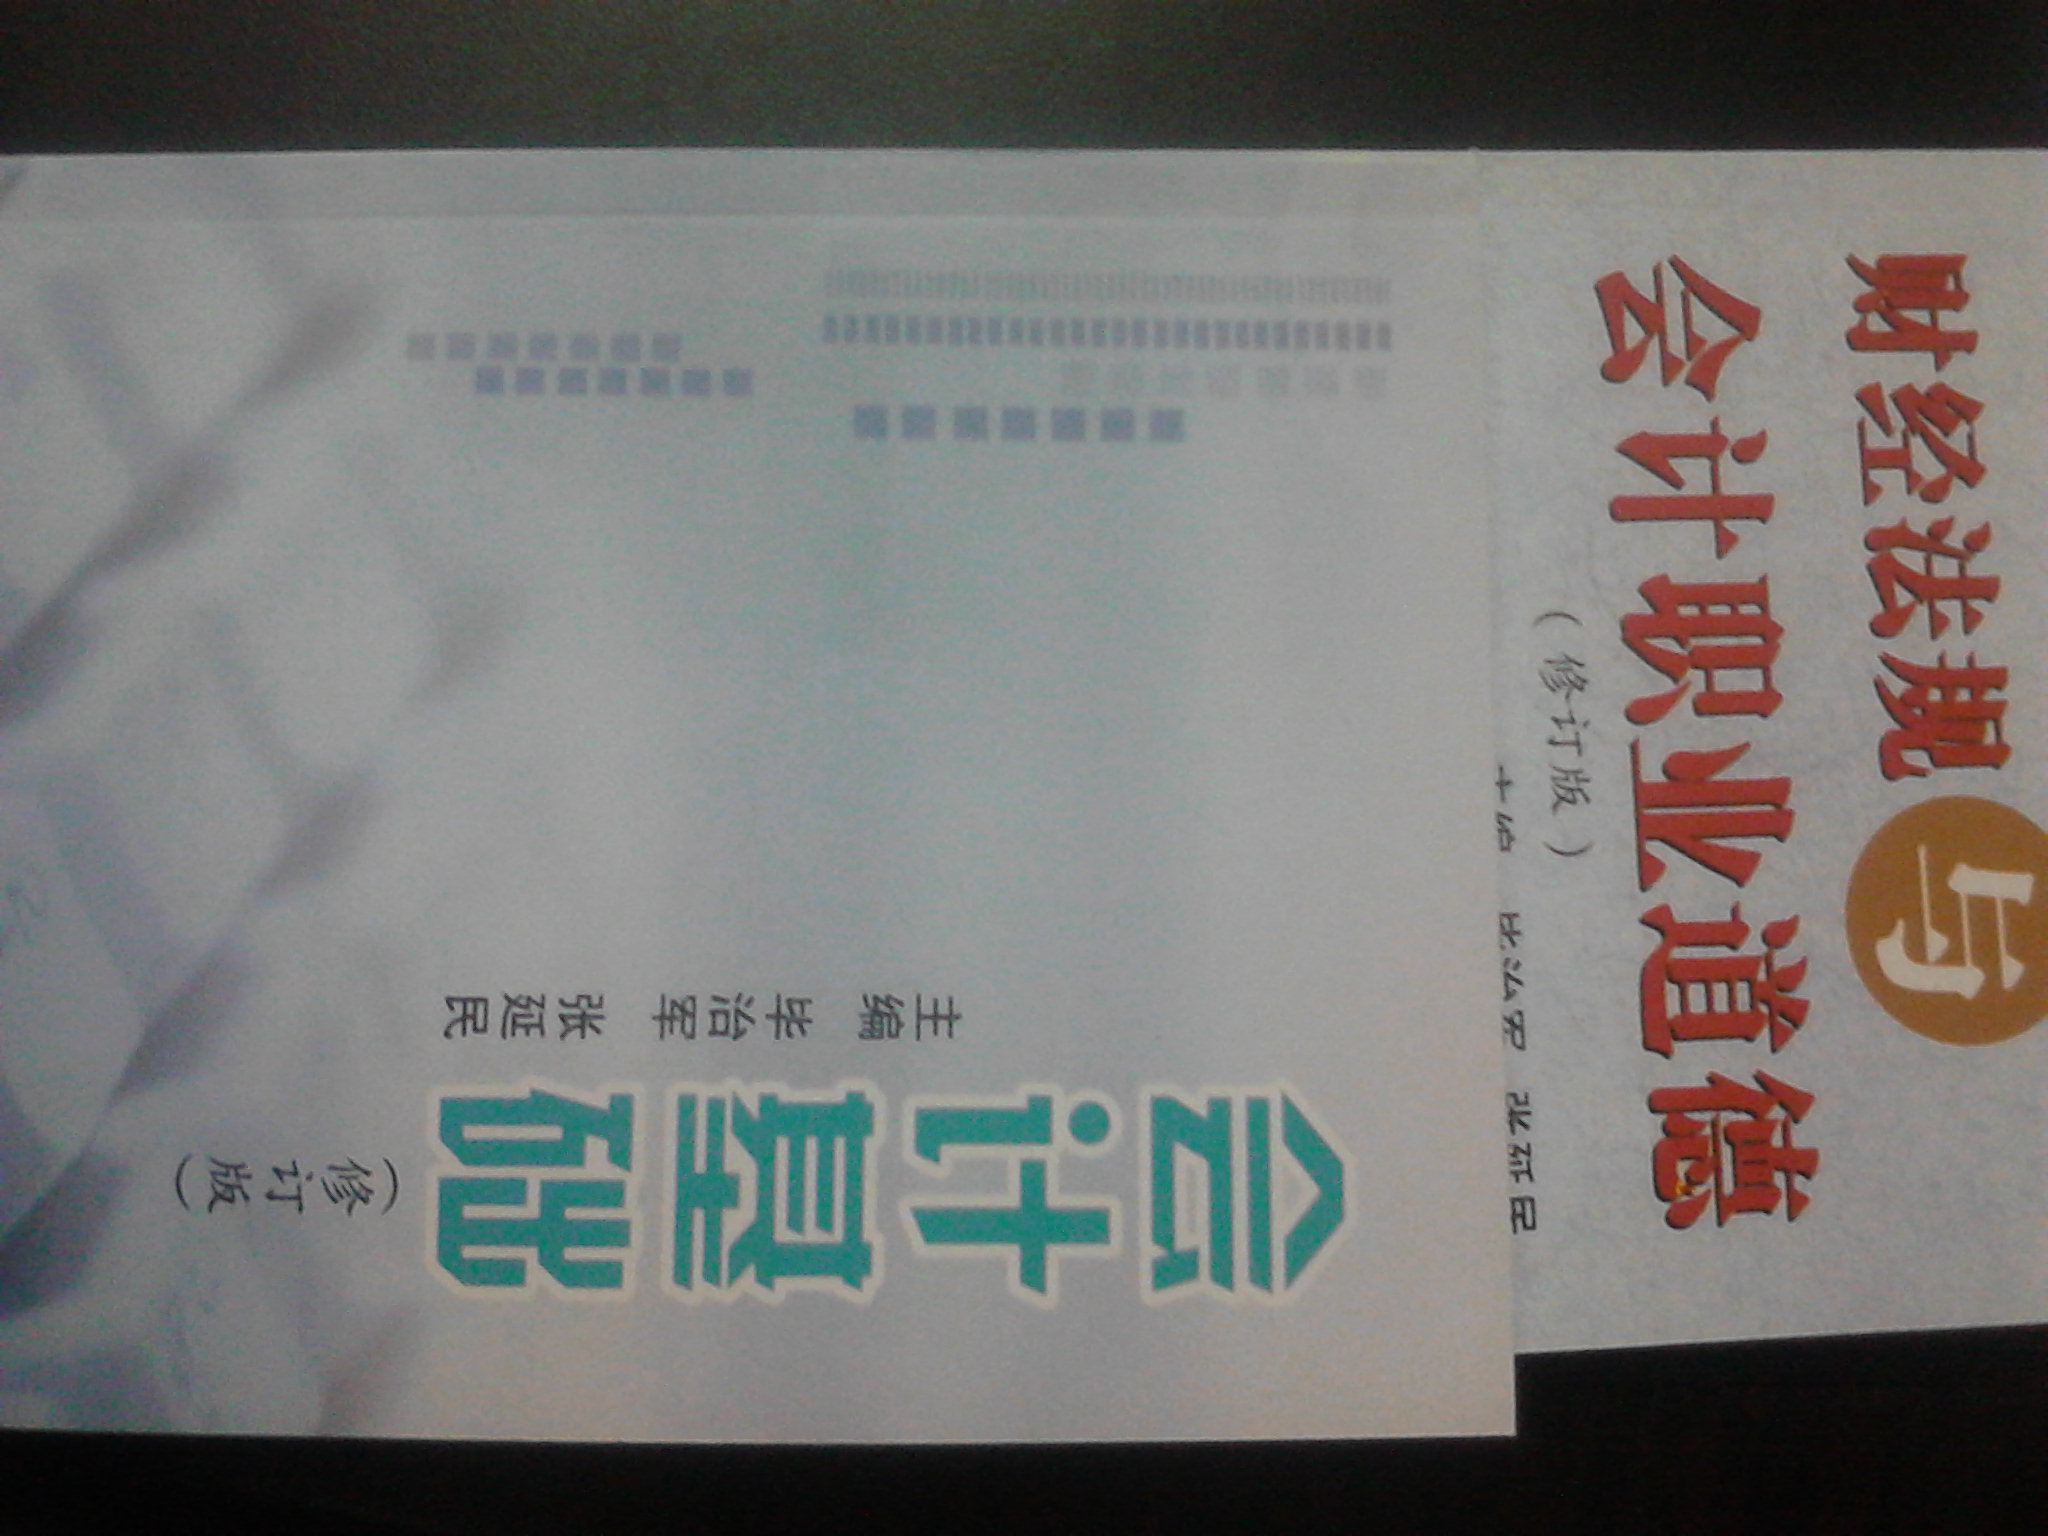 财经法规与
会计职业道德
(修订版)
主编 毕治军 张延民
会计基础
主编 毕治军 张延民
(修订版)